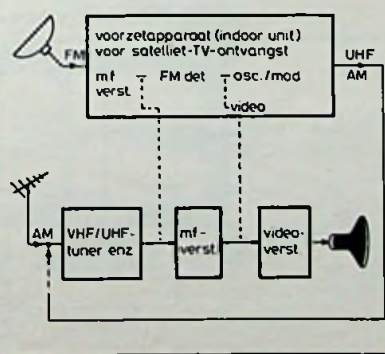 voorzetapparaat (indoor unit)
voor satelliet-TV-ontvangst
FM
mf FM det osc./mod
verst.
video
UHF
AM
AM
VHF/UHF-
tuner enz
mf-
verst.
video-
verst.